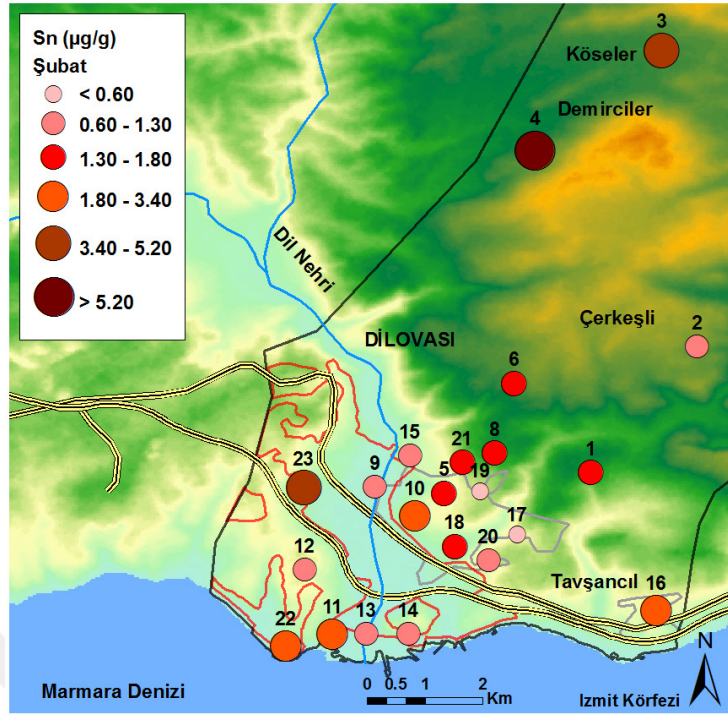 Sn (µg/g)
Şubat
< 0.60
0.60 - 1.30
1.30 - 1.80
1.80 - 3.40
3.40 - 5.20
> 5.20
3
Köseler
4
Demirciler
Dil Nehri
Çerkeşli
2
DİLOVASI
6
15
21
8
1
23
9
5
19
10
17
18
20
12
Tavşancıl
16
22
11
13
14
Marmara Denizi
0 0.5 1 2
Km
İzmit Körfezi
N